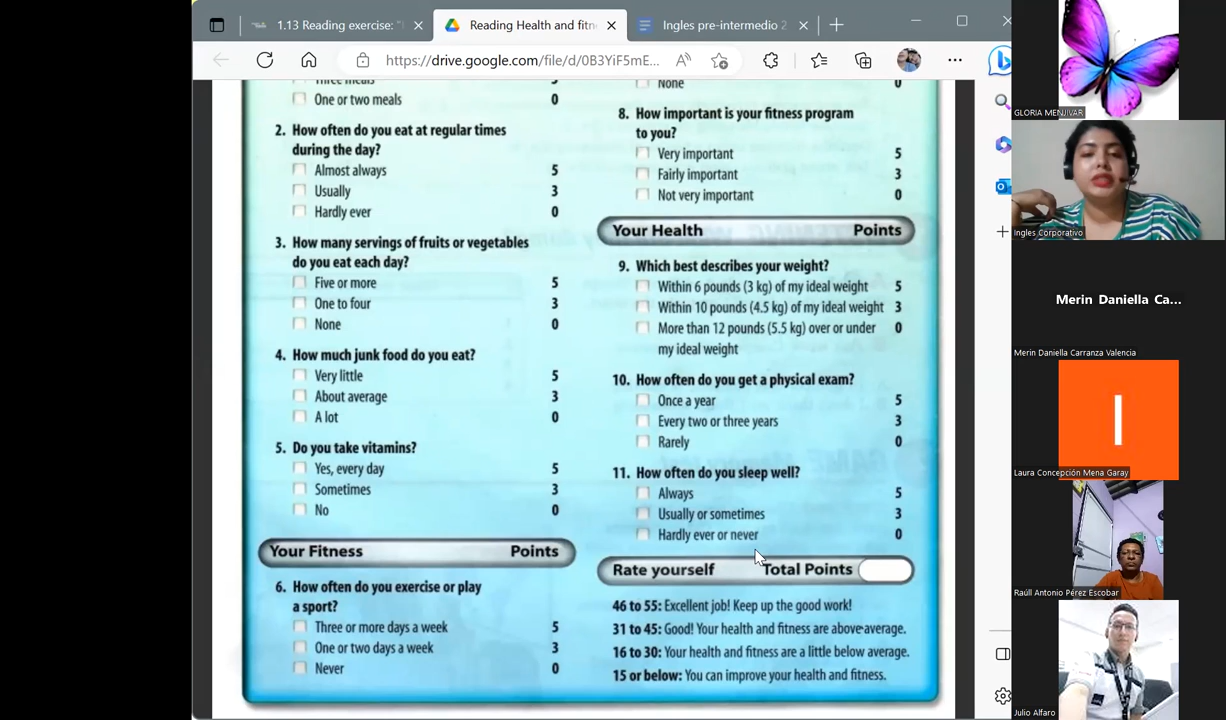 1.13 Reading exercise: "
Reading Health and fitn
Ingles pre-intermedio 2
https://drive.google.com/file/d/0B3YiF5mE...
Three meals 3
One or two meals 0
2. How often do you eat at regular times
during the day?
Almost always 5
Usually 3
Hardly ever 0
3. How many servings of fruits or vegetables
do you eat each day?
Five or more 5
One to four 3
None 0
4. How much junk food do you eat?
Very little 5
About average 3
A lot 0
5. Do you take vitamins?
Yes, every day 5
Sometimes 3
No 0
Your Fitness Points
6. How often do you exercise or play
a sport?
Three or more days a week 5
One or two days a week 3
Never 0
None 0
8. How important is your fitness program
to you?
Very important 5
Fairly important 3
Not very important 0
Your Health Points
9. Which best describes your weight?
Within 6 pounds (3 kg) of my ideal weight 5
Within 10 pounds (4.5 kg) of my ideal weight 3
More than 12 pounds (5.5 kg) over or under 0
my ideal weight
10. How often do you get a physical exam?
Once a year 5
Every two or three years 3
Rarely 0
11. How often do you sleep well?
Always 5
Usually or sometimes 3
Hardly ever or never 0
Rate yourself Total Points
46 to 55: Excellent job! Keep up the good work!
31 to 45: Good! Your health and fitness are above average.
16 to 30: Your health and fitness are a little below average.
15 or below: You can improve your health and fitness.
GLORIA MENJIVAR
Ingles Corporativo
Merin Daniella Ca...
Merin Daniella Carranza Valencia
I
Laura Concepción Mena Garay
Raúll Antonio Pérez Escobar
Julio Alfaro